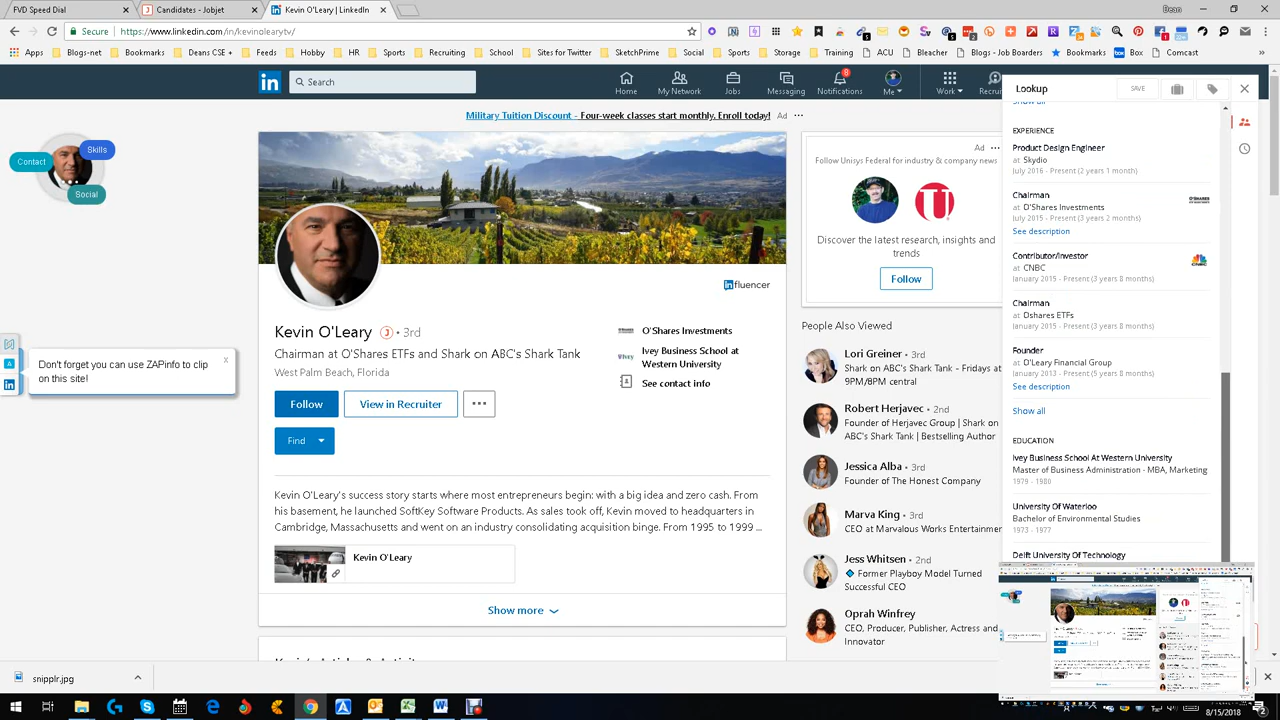 FVD Speed Dial
Candidates - Jobjet
Kevin O'Leary | LinkedIn
Secure
https://www.linkedin.com/in/kevinolearytv/
Apps
Blogs-net
Bookmarks
Deans CSE +
Google
Holiday
HR
Sports
Recruiting
School
Sites for Twitter
SketchPrime
Social
Sports
Storage
Training
ACU
Bleacher
Blogs - Job Boarders
Bookmarks
Box
Comcast
Search
Home
My Network
Jobs
Messaging
Notifications
Me
Work
Military Tuition Discount - Four-week classes start monthly. Enroll today!
Ad
Contact
Skills
Social
Don't forget you can use ZAPinfo to clip
on this site!
x
influencer
Kevin O'Leary
3rd
Chairman at O'Shares ETFs and Shark on ABC's Shark Tank
West Palm Beach, Florida
Follow
View in Recruiter
Find
O'Shares Investments
Ivey Business School at
Western University
See contact info
Kevin O'Leary's success story starts where most entrepreneurs begin: with a big idea and zero cash. From
his basement, he launched SoftKey Software Products. As sales took off, Kevin moved to headquarters in
Cambridge, Massachusetts and went on an industry consolidating acquisition binge. From 1995 to 1999 ...
Kevin O'Leary
Show more
Ad
Follow Unisys Federal for industry & company news
Discover the latest research, insights and
trends
Follow
People Also Viewed
Lori Greiner • 3rd
Shark on ABC's Shark Tank - Fridays at
9PM/8PM central
Robert Herjavec • 2nd
Founder of Herjavec Group | Shark on
ABC's Shark Tank | Bestselling Author
Jessica Alba • 3rd
Founder of The Honest Company
Marva King • 3rd
CEO at Marvalous Works Entertainmen
Jess Whitsen • 2nd
Former Playboy Model Turned
Successful CEO
Oprah Winfrey • 3rd
CEO, Producer, Publisher, Actress and
Innovator
Lookup
SAVE
Show all
EXPERIENCE
Product Design Engineer
at Skydio
July 2016 - Present (2 years 1 month)
Chairman
at O'Shares Investments
July 2015 - Present (3 years 2 months)
See description
Contributor/Investor
at CNBC
January 2015 - Present (3 years 8 months)
Chairman
at Oshares ETFs
January 2015 - Present (3 years 8 months)
Founder
at O'Leary Financial Group
January 2013 - Present (5 years 8 months)
See description
Show all
EDUCATION
Ivey Business School At Western University
Master of Business Administration - MBA, Marketing
1979 - 1980
University Of Waterloo
Bachelor of Environmental Studies
1973 - 1977
Delft University Of Technology
8/15/2018